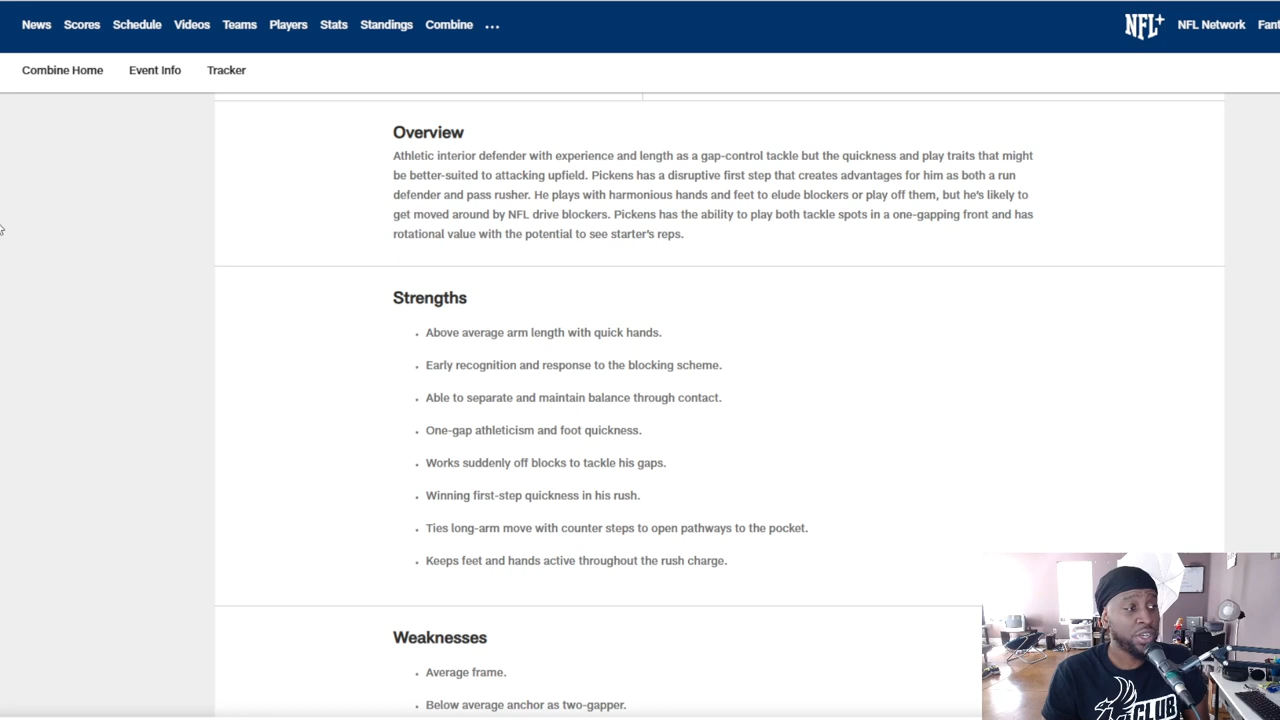 News Scores Schedule Videos Teams Players Stats Standings Combine ...
NFL+ NFL Network Fant
Combine Home Event Info Tracker
Overview
Athletic interior defender with experience and length as a gap-control tackle but the quickness and play traits that might
be better-suited to attacking upfield. Pickens has a disruptive first step that creates advantages for him as both a run
defender and pass rusher. He plays with harmonious hands and feet to elude blockers or play off them, but he's likely to
get moved around by NFL drive blockers. Pickens has the ability to play both tackle spots in a one-gapping front and has
rotational value with the potential to see starter's reps.
Strengths
• Above average arm length with quick hands.
• Early recognition and response to the blocking scheme.
• Able to separate and maintain balance through contact.
• One-gap athleticism and foot quickness.
• Works suddenly off blocks to tackle his gaps.
• Winning first-step quickness in his rush.
• Ties long-arm move with counter steps to open pathways to the pocket.
• Keeps feet and hands active throughout the rush charge.
Weaknesses
• Average frame.
• Below average anchor as two-gapper.
CLUB